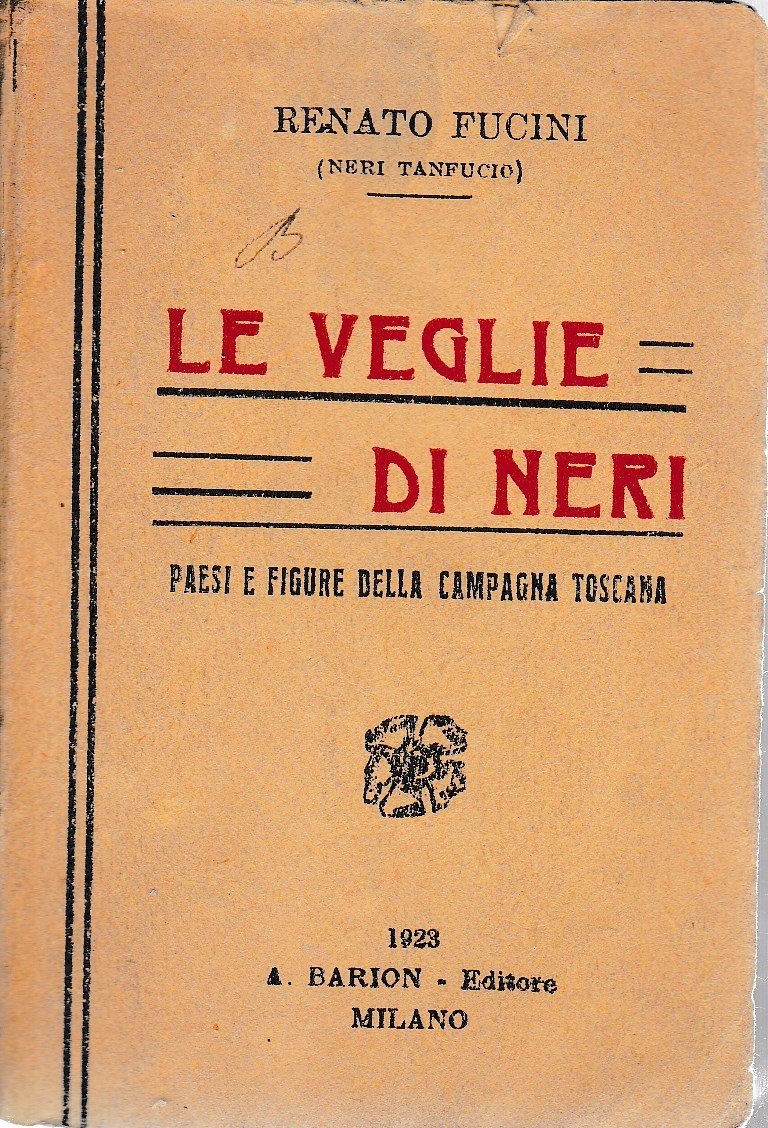 RENATO FUCINI
(NERI TANFUCIO)
B
LE VEGLIE
DI NERI
PAESI E FIGURE DELLA CAMPAGNA TOSCANA
1923
A. BARION - Editore
MILANO